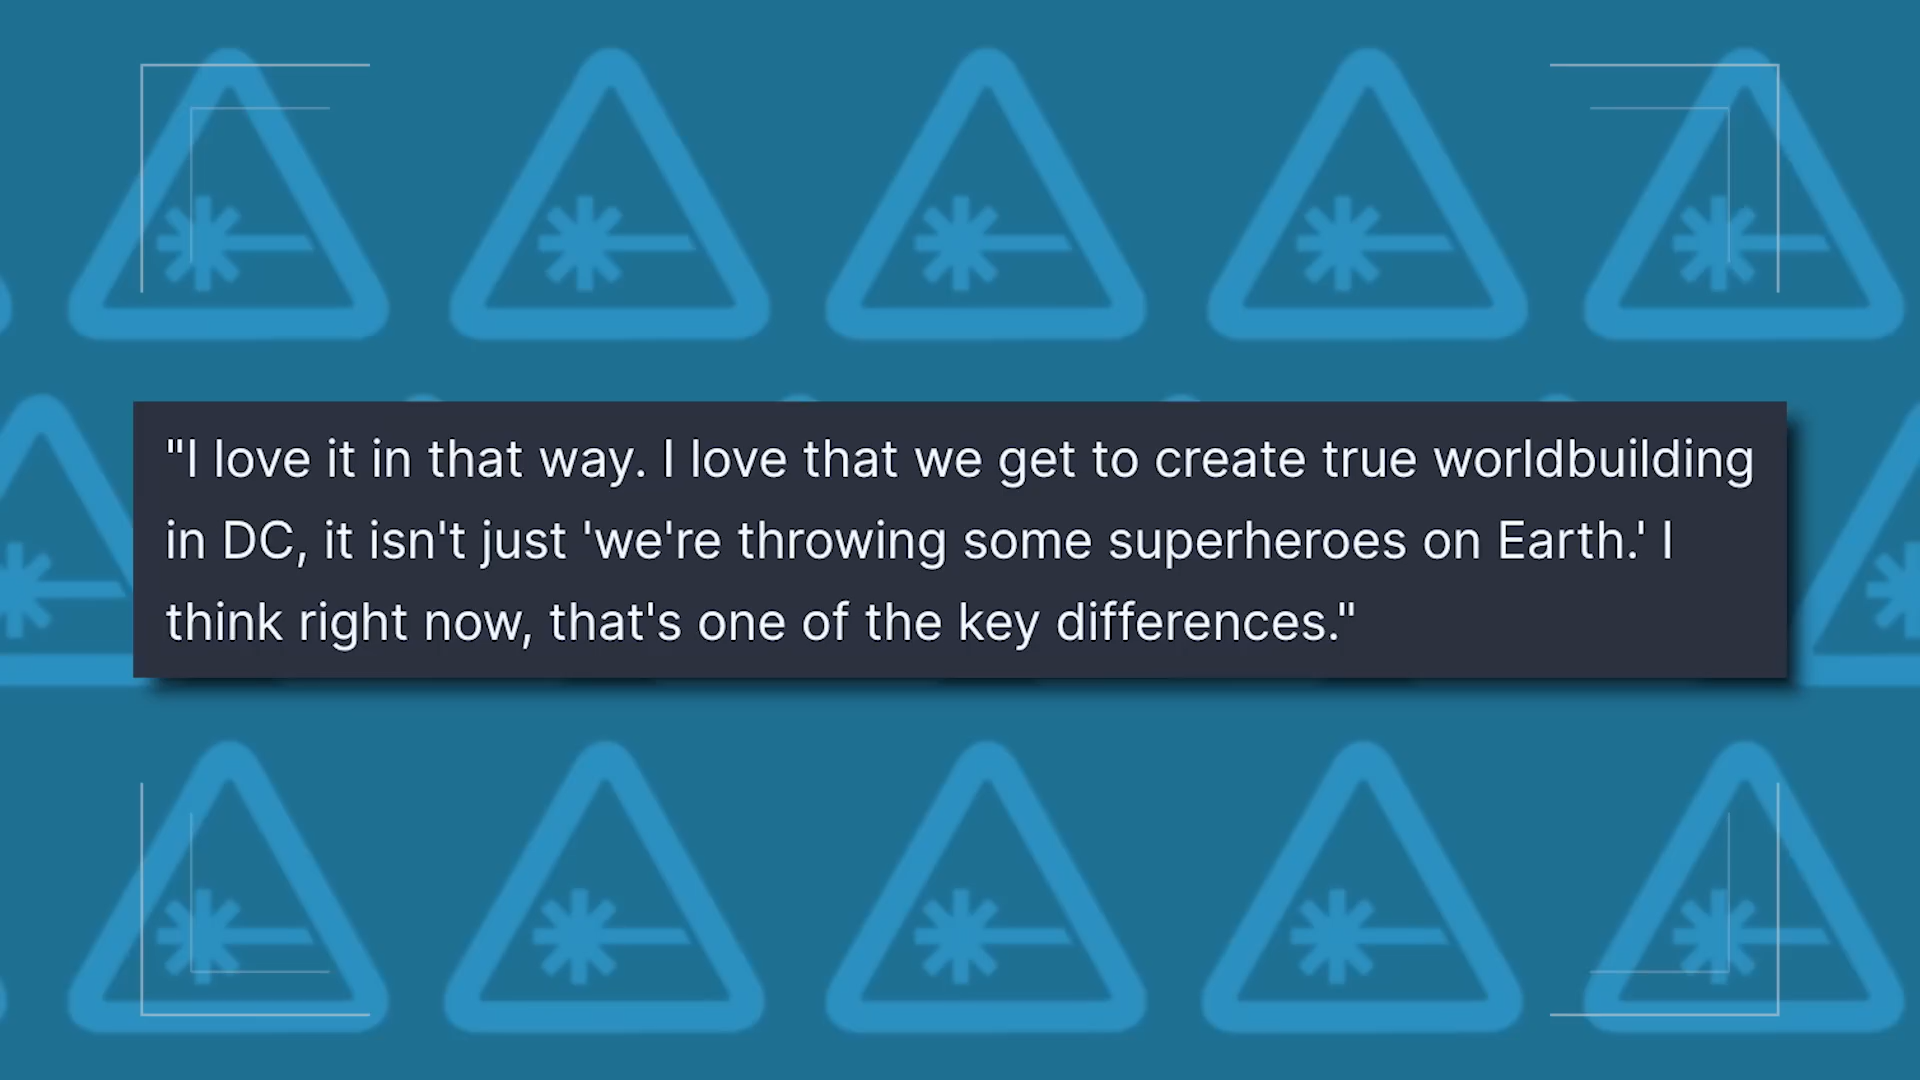 "I love it in that way. I love that we get to create true worldbuilding
in DC, it isn't just 'we're throwing some superheroes on Earth.' I
think right now, that's one of the key differences."